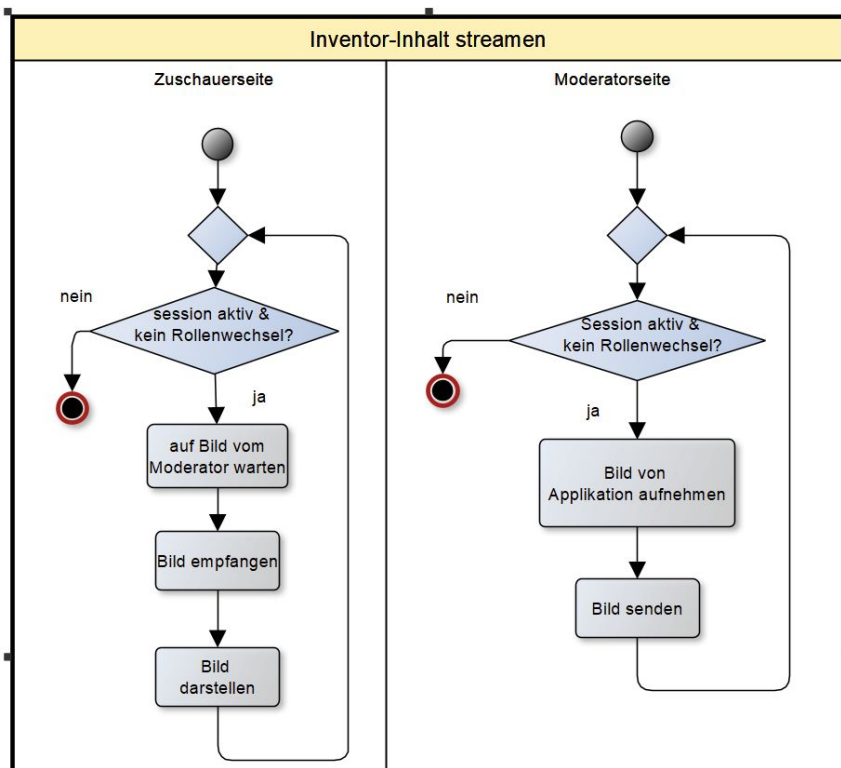 Inventor-Inhalt streamen
Zuschauerseite
nein
session aktiv &
kein Rollenwechsel?
ja
auf Bild vom
Moderator warten
Bild empfangen
Bild
darstellen
Moderatorseite
nein
Session aktiv &
kein Rollenwechsel?
ja
Bild von
Applikation aufnehmen
Bild senden